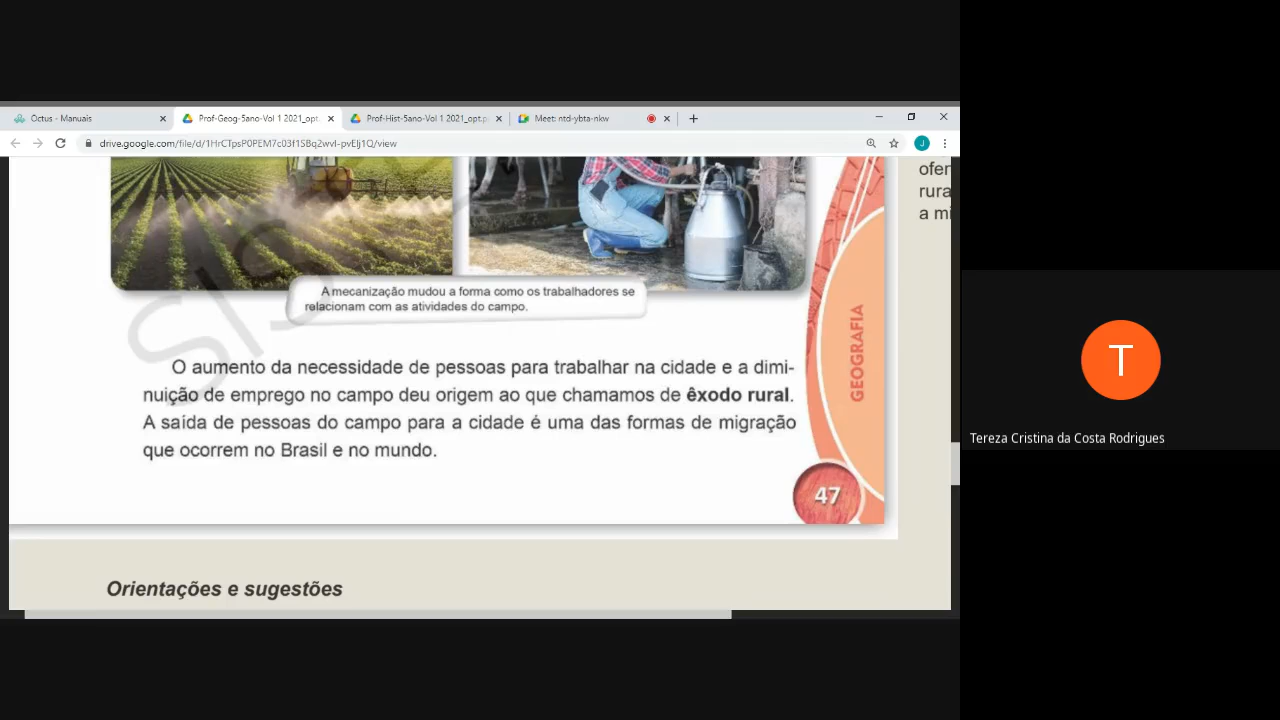 Octus - Manuais
Prof-Geog-5ano-Vol 1 2021_opt.
Prof-Hist-5ano-Vol 1 2021_opt.p
Meet: ntd-ybta-nkw
drive.google.com/file/d/1HrCTpsP0PEM7c03f1SBq2wvI-pvEIj1Q/view
J
ofer
rura
a mi
A mecanização mudou a forma como os trabalhadores se
relacionam com as atividades do campo.
O aumento da necessidade de pessoas para trabalhar na cidade e a dimi-
nuição de emprego no campo deu origem ao que chamamos de êxodo rural.
A saída de pessoas do campo para a cidade é uma das formas de migração
que ocorrem no Brasil e no mundo.
GEOGRAFIA
47
Orientações e sugestões
T
Tereza Cristina da Costa Rodrigues